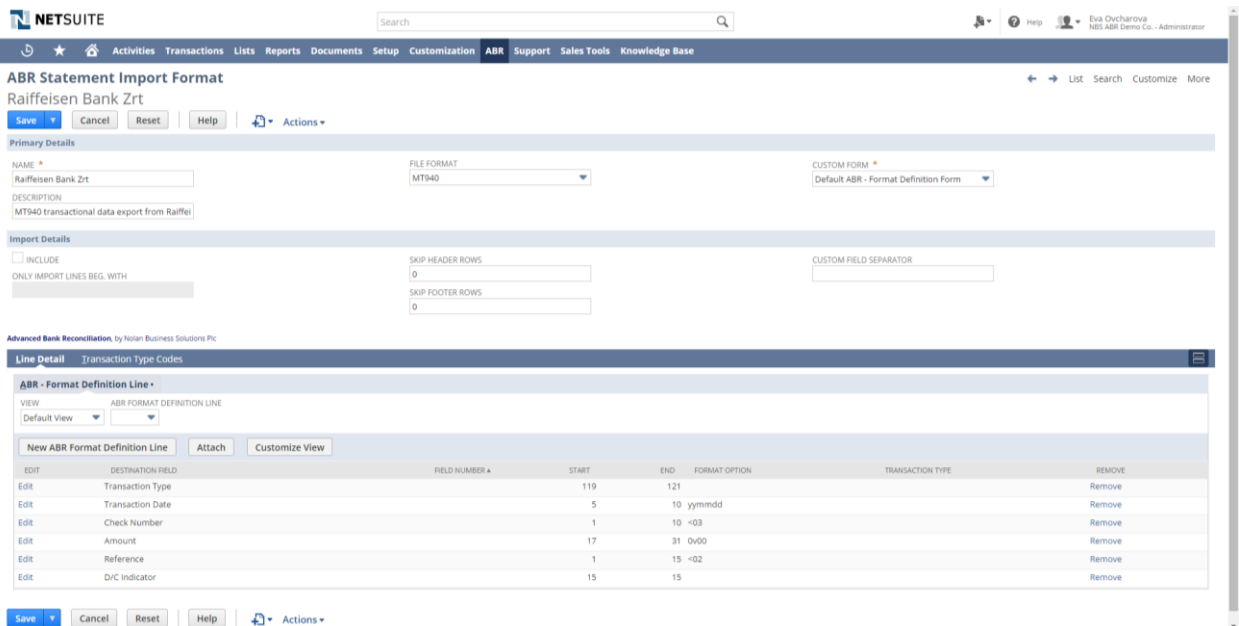 NETSUITE
Search
Help
Eva Ovcharova
NBS ABR Demo Co. - Administrator
Activities Transactions Lists Reports Documents Setup Customization ABR Support Sales Tools Knowledge Base
ABR Statement Import Format
List Search Customize More
Raiffeisen Bank Zrt
Save Cancel Reset Help Actions
Primary Details
NAME *
Raiffeisen Bank Zrt
DESCRIPTION
MT940 transactional data export from Raiffei
FILE FORMAT
MT940
CUSTOM FORM *
Default ABR - Format Definition Form
Import Details
INCLUDE
ONLY IMPORT LINES BEG. WITH
SKIP HEADER ROWS
0
SKIP FOOTER ROWS
0
CUSTOM FIELD SEPARATOR
Advanced Bank Reconciliation, by Nolan Business Solutions Plc
Line Detail Transaction Type Codes
ABR - Format Definition Line •
VIEW ABR FORMAT DEFINITION LINE
Default View
New ABR Format Definition Line Attach Customize View
EDIT DESTINATION FIELD FIELD NUMBER ▲ START END FORMAT OPTION TRANSACTION TYPE REMOVE
Edit Transaction Type 119 121 Remove
Edit Transaction Date 5 10 yymmdd Remove
Edit Check Number 1 10 <03 Remove
Edit Amount 17 31 0v00 Remove
Edit Reference 1 15 <02 Remove
Edit D/C Indicator 15 15 Remove
Save Cancel Reset Help Actions